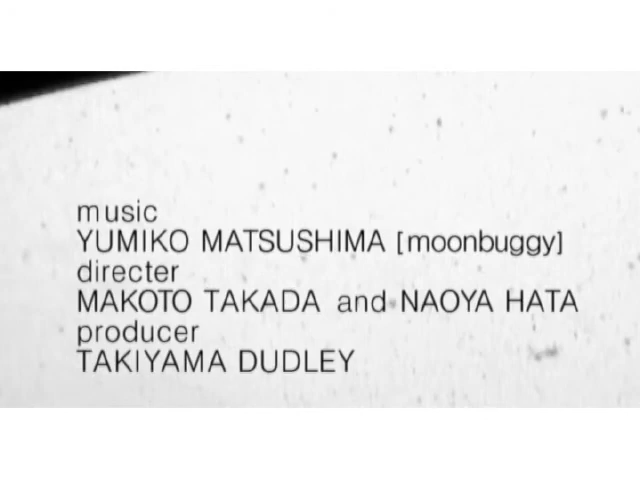 music
YUMIKO MATSUSHIMA [moonbuggy]
directer
MAKOTO TAKADA and NAOYA HATA
producer
TAKIYAMA DUDLEY